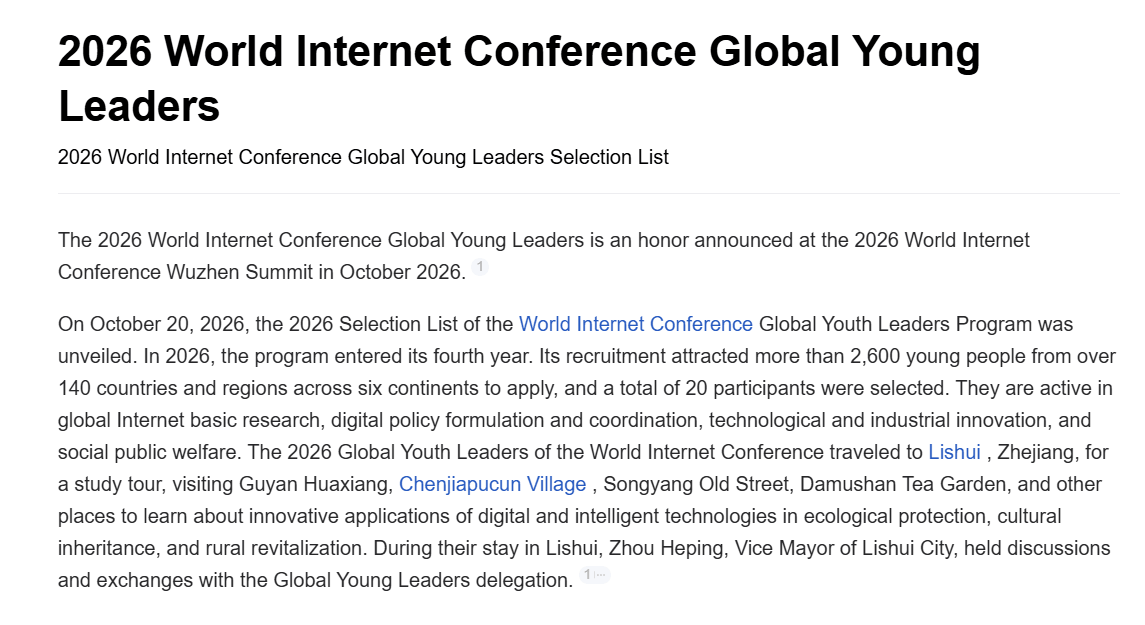 2026 World Internet Conference Global Young
Leaders
2026 World Internet Conference Global Young Leaders Selection List
The 2026 World Internet Conference Global Young Leaders is an honor announced at the 2026 World Internet
Conference Wuzhen Summit in October 2026. 1
On October 20, 2026, the 2026 Selection List of the World Internet Conference Global Youth Leaders Program was
unveiled. In 2026, the program entered its fourth year. Its recruitment attracted more than 2,600 young people from over
140 countries and regions across six continents to apply, and a total of 20 participants were selected. They are active in
global Internet basic research, digital policy formulation and coordination, technological and industrial innovation, and
social public welfare. The 2026 Global Youth Leaders of the World Internet Conference traveled to Lishui , Zhejiang, for
a study tour, visiting Guyan Huaxiang, Chenjiapucun Village , Songyang Old Street, Damushan Tea Garden, and other
places to learn about innovative applications of digital and intelligent technologies in ecological protection, cultural
inheritance, and rural revitalization. During their stay in Lishui, Zhou Heping, Vice Mayor of Lishui City, held discussions
and exchanges with the Global Young Leaders delegation. 1 ...